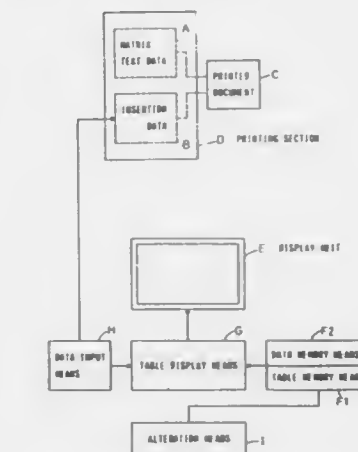 A
MATRIX
TEXT DATA
PRINTED
DOCUMENT
C
INSERTION
DATA
B
D PRINTING SECTION
E DISPLAY UNIT
H
G
F2
DATA INPUT
MEANS
TABLE DISPLAY MEANS
DATA MEMORY MEANS
TABLE MEMORY MEANS
F1
ALTERATION MEANS
I